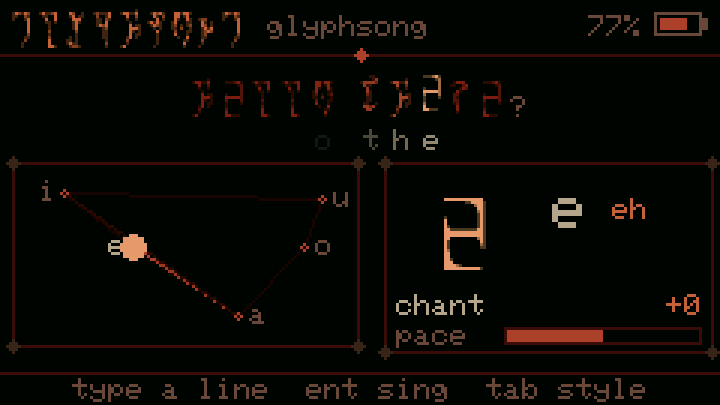 glyphsong 77%
?
o the
i
u
e
o
a
e eh
chant +0
pace
type a line ent sing tab style